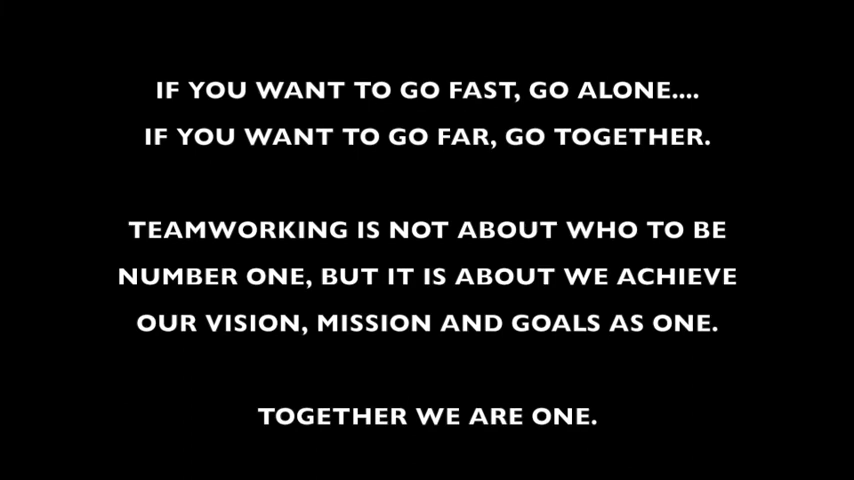 IF YOU WANT TO GO FAST, GO ALONE....
IF YOU WANT TO GO FAR, GO TOGETHER.
TEAMWORKING IS NOT ABOUT WHO TO BE
NUMBER ONE, BUT IT IS ABOUT WE ACHIEVE
OUR VISION, MISSION AND GOALS AS ONE.
TOGETHER WE ARE ONE.